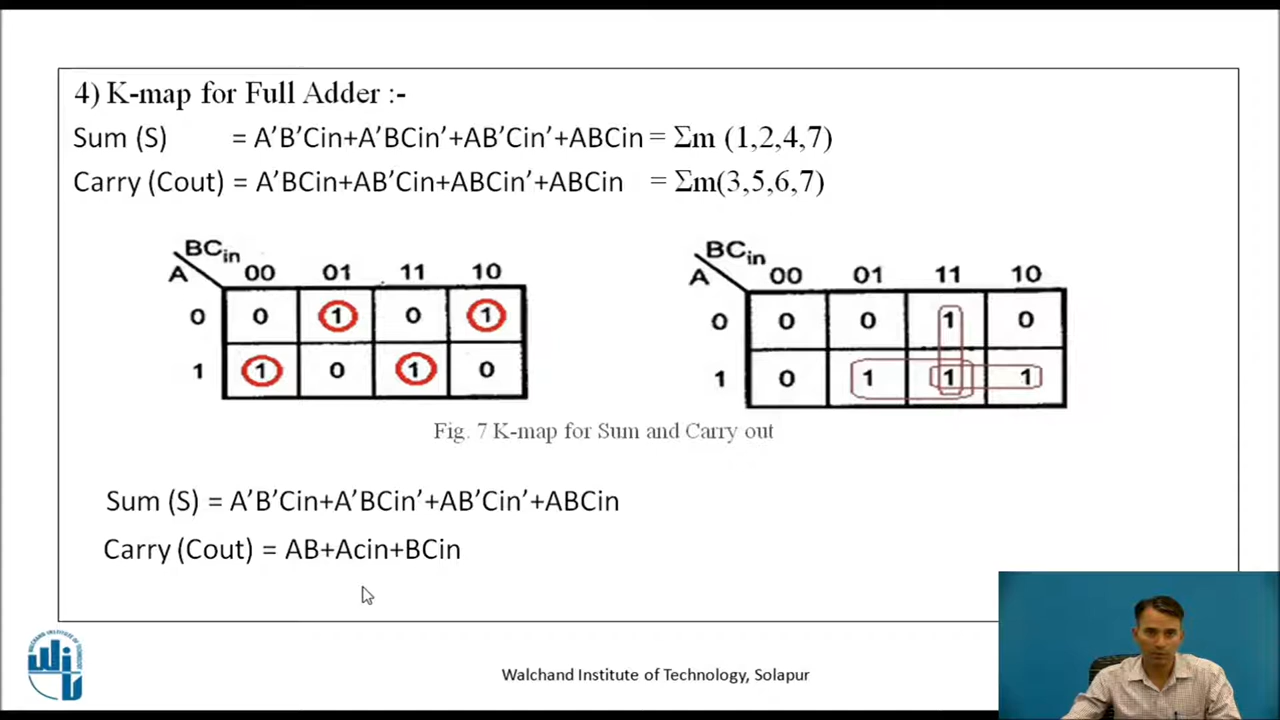 4) K-map for Full Adder :-
Sum (S) = A’B’Cin+A’BCin’+AB’Cin’+ABCin = Σm (1,2,4,7)
Carry (Cout) = A’BCin+AB’Cin+ABCin’+ABCin = Σm(3,5,6,7)
BCin
A 00 01 11 10
0 0 1 0 1
1 1 0 1 0
BCin
A 00 01 11 10
0 0 0 1 0
1 0 1 1 1
Fig. 7 K-map for Sum and Carry out
Sum (S) = A’B’Cin+A’BCin’+AB’Cin’+ABCin
Carry (Cout) = AB+Acin+BCin
Walchand Institute of Technology, Solapur